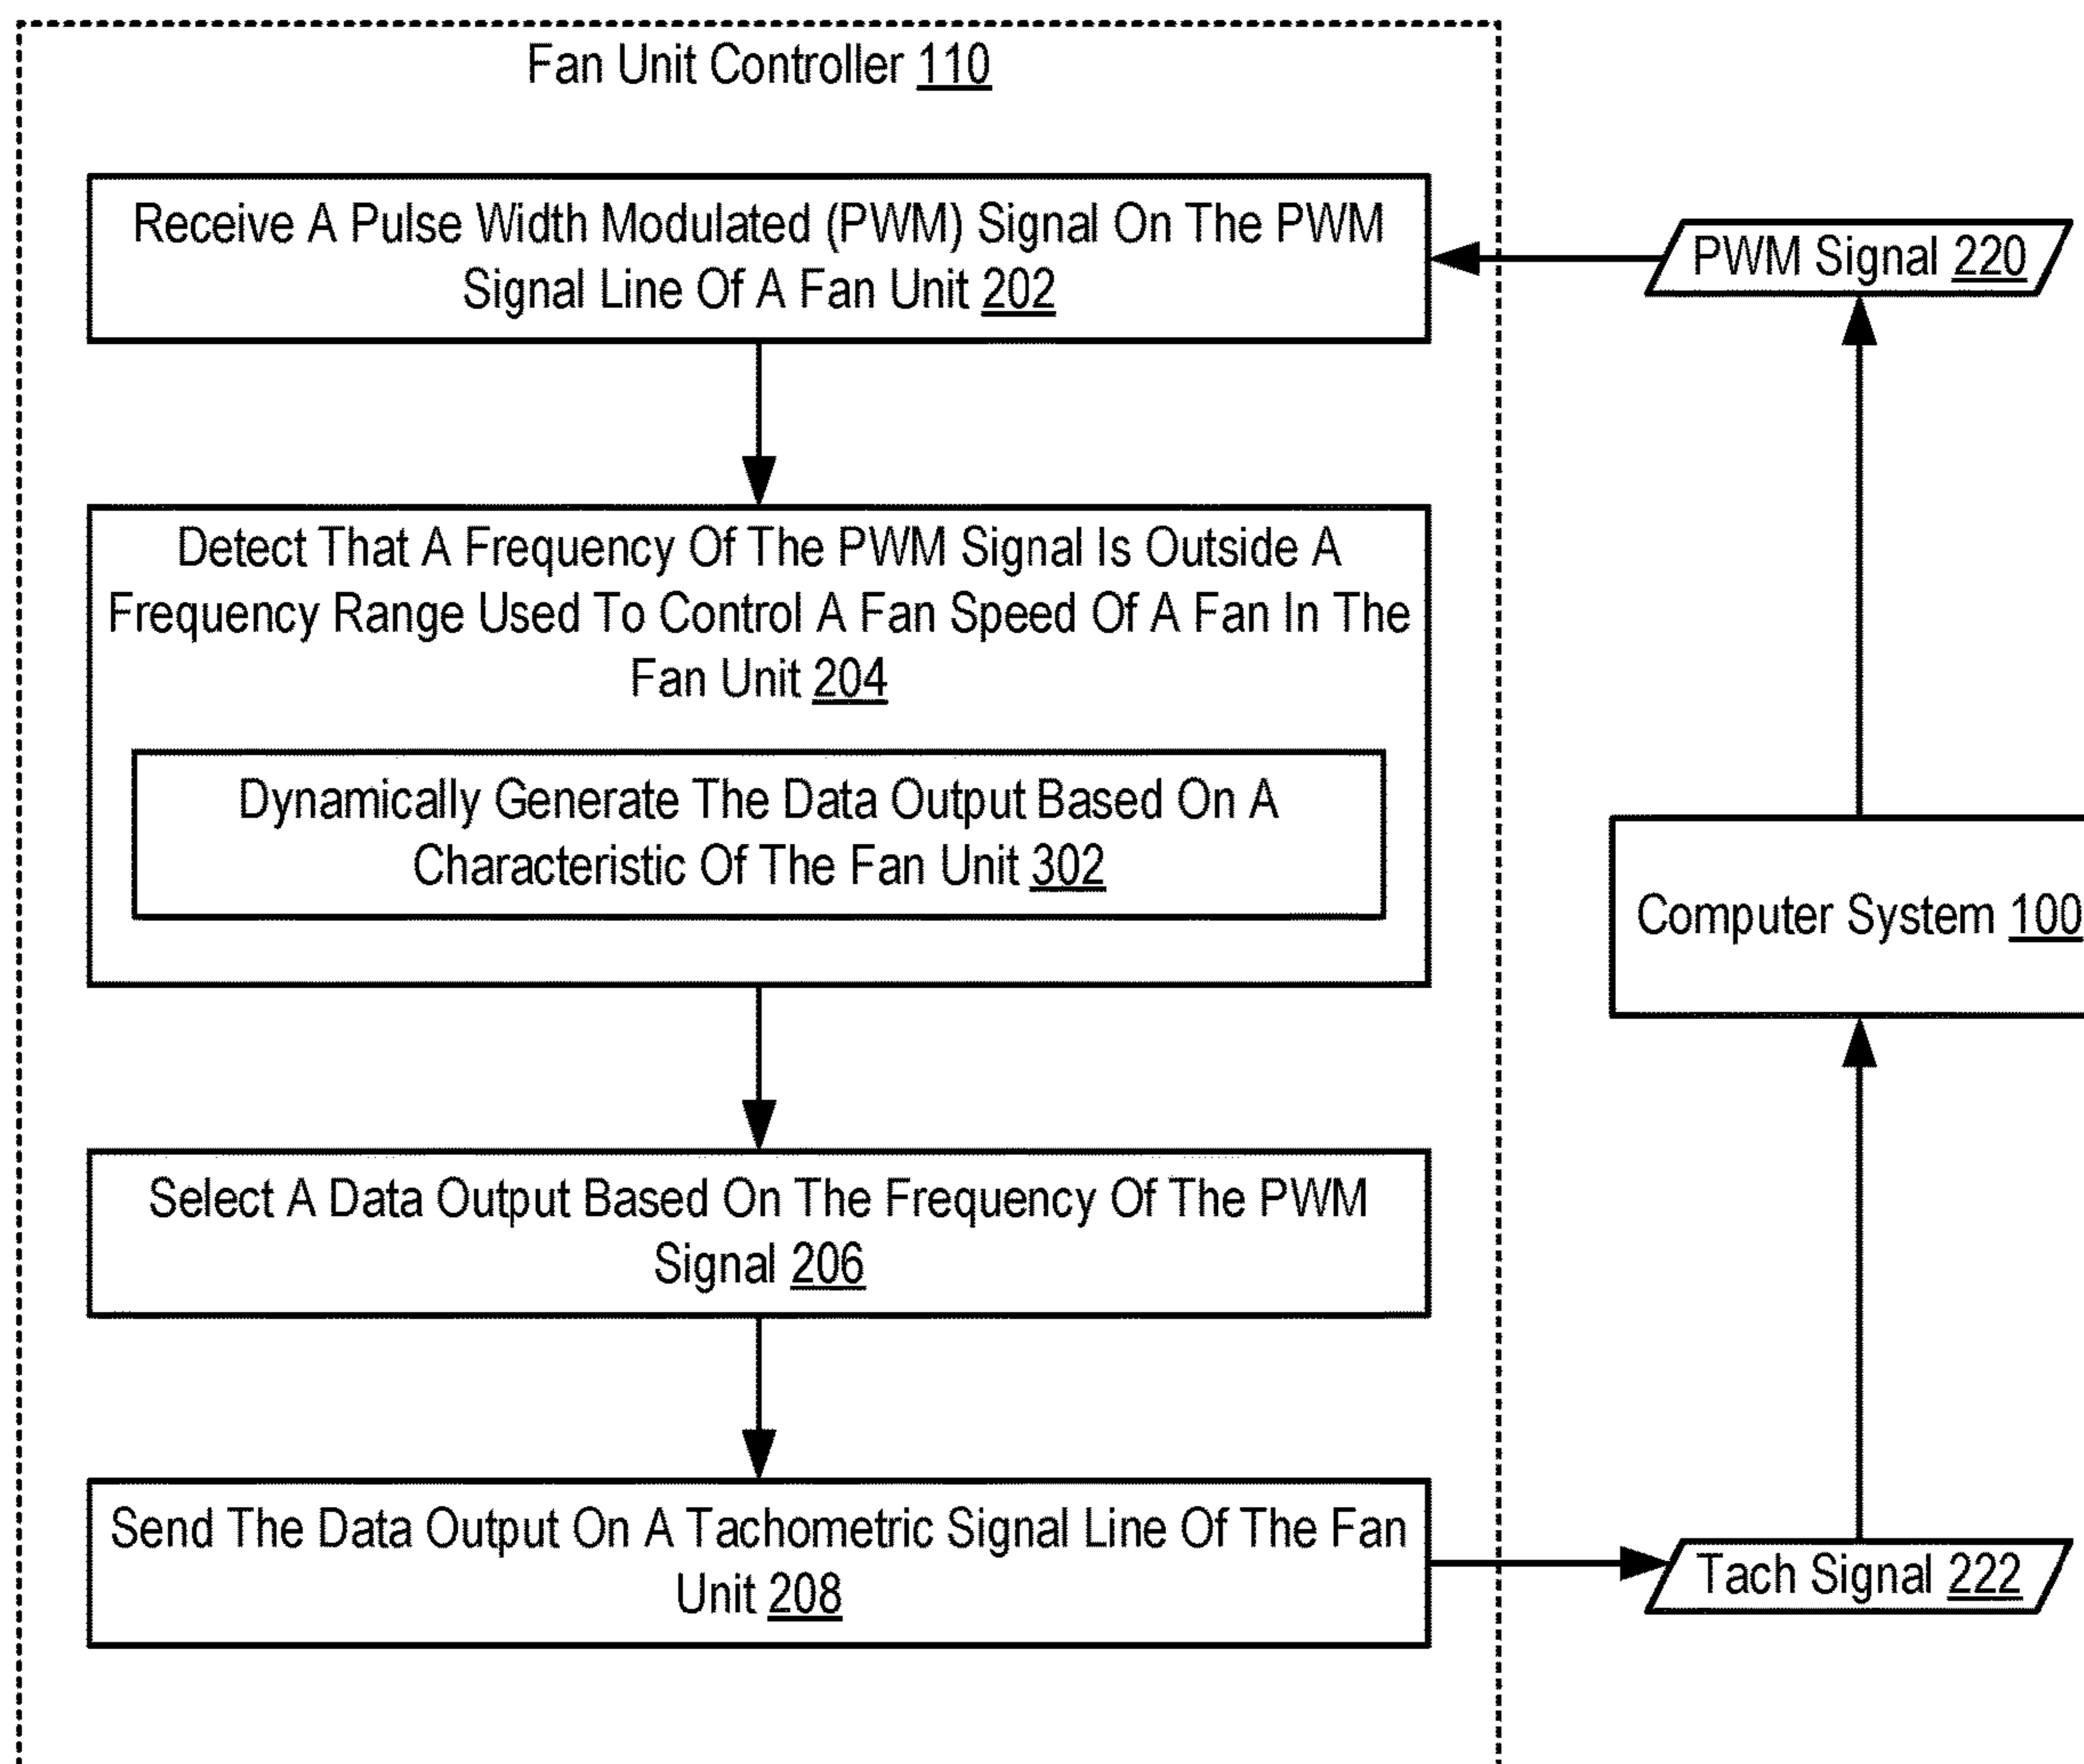 Fan Unit Controller 110
Receive A Pulse Width Modulated (PWM) Signal On The PWM
Signal Line Of A Fan Unit 202
PWM Signal 220
Detect That A Frequency Of The PWM Signal Is Outside A
Frequency Range Used To Control A Fan Speed Of A Fan In The
Fan Unit 204
Dynamically Generate The Data Output Based On A
Characteristic Of The Fan Unit 302
Computer System 100
Select A Data Output Based On The Frequency Of The PWM
Signal 206
Send The Data Output On A Tachometric Signal Line Of The Fan
Unit 208
Tach Signal 222